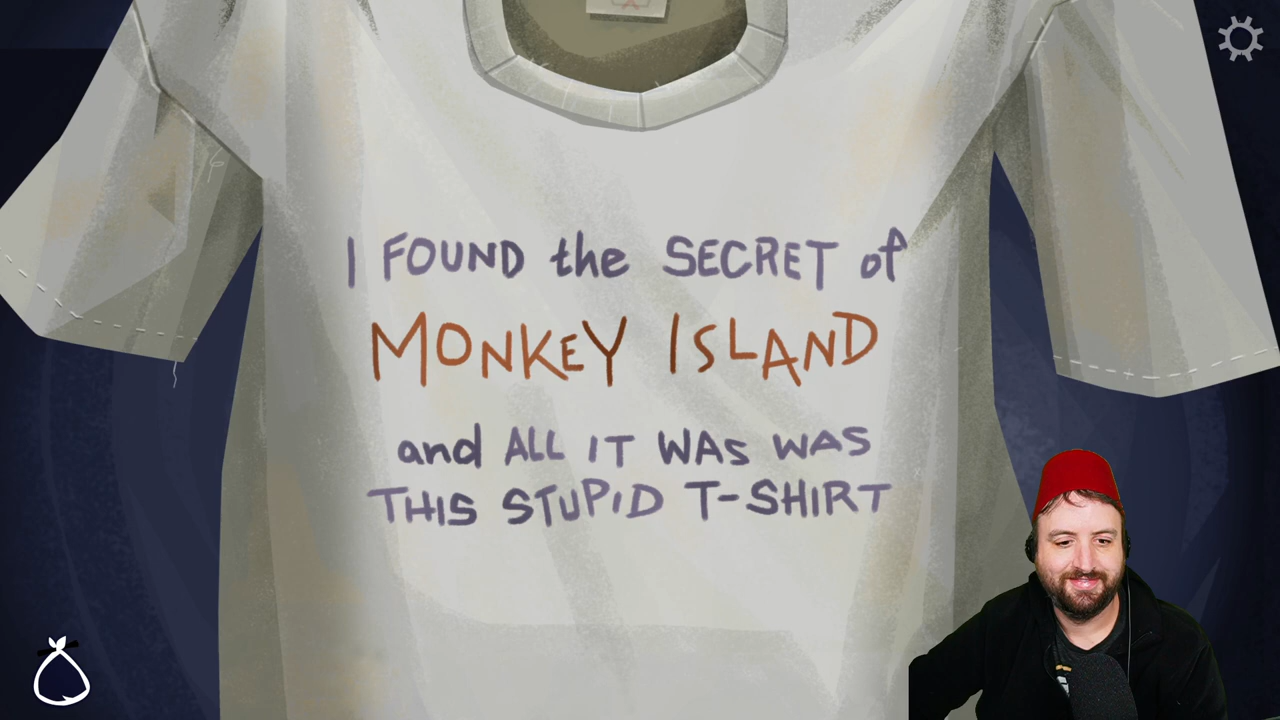 I FOUND the SECRET of
MONKEY ISLAND
and ALL IT WAS WAS
THIS STUPID T-SHIRT